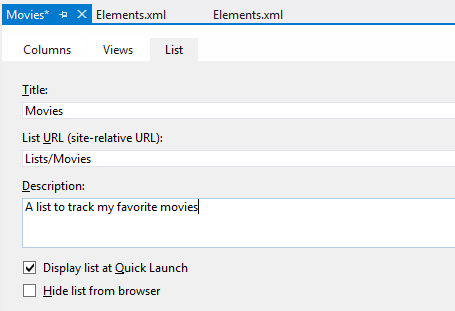 Movies* Elements.xml Elements.xml
Columns Views List
Title:
Movies
List URL (site-relative URL):
Lists/Movies
Description:
A list to track my favorite movies
Display list at Quick Launch
Hide list from browser